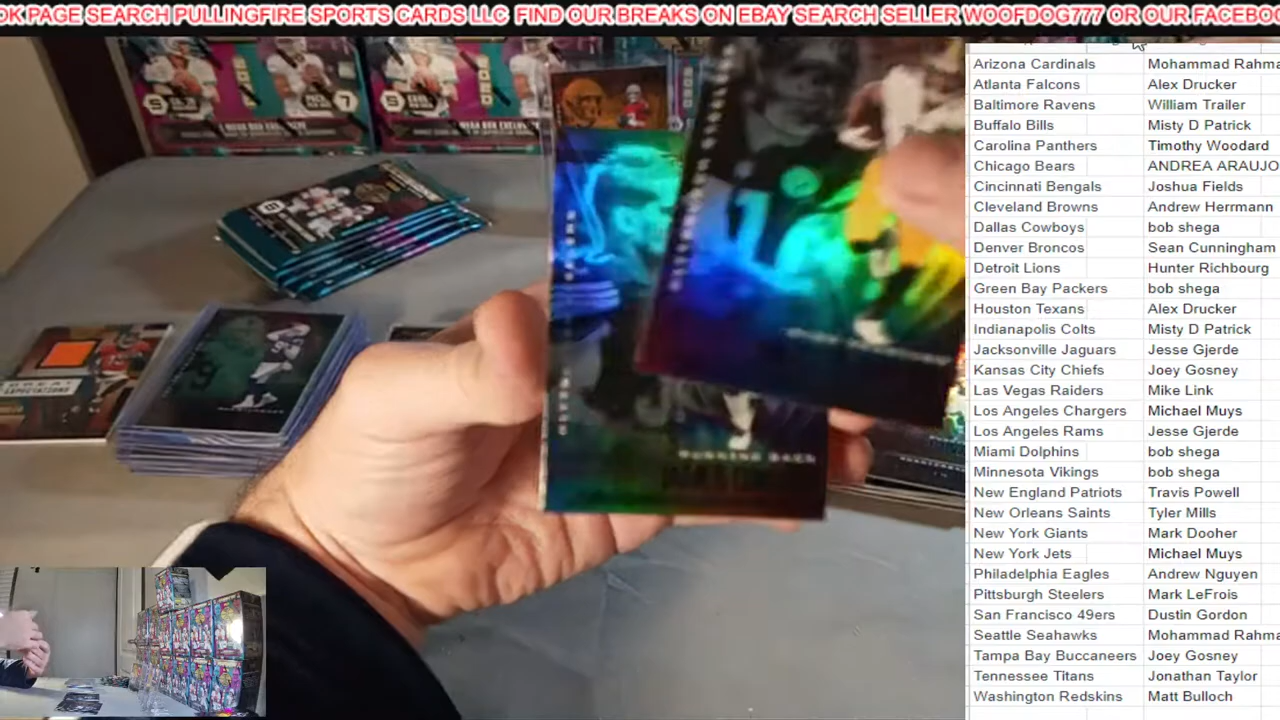 OK PAGE SEARCH PULLINGFIRE SPORTS CARDS LLC FIND OUR BREAKS ON EBAY SEARCH SELLER WOOFDOG777 OR OUR FACEBOO
Arizona Cardinals Mohammad Rahma
Atlanta Falcons Alex Drucker
Baltimore Ravens William Trailer
Buffalo Bills Misty D Patrick
Carolina Panthers Timothy Woodard
Chicago Bears ANDREA ARAUJO
Cincinnati Bengals Joshua Fields
Cleveland Browns Andrew Herrmann
Dallas Cowboys bob shega
Denver Broncos Sean Cunningham
Detroit Lions Hunter Richbourg
Green Bay Packers bob shega
Houston Texans Alex Drucker
Indianapolis Colts Misty D Patrick
Jacksonville Jaguars Jesse Gjerde
Kansas City Chiefs Joey Gosney
Las Vegas Raiders Mike Link
Los Angeles Chargers Michael Muys
Los Angeles Rams Jesse Gjerde
Miami Dolphins bob shega
Minnesota Vikings bob shega
New England Patriots Travis Powell
New Orleans Saints Tyler Mills
New York Giants Mark Dooher
New York Jets Michael Muys
Philadelphia Eagles Andrew Nguyen
Pittsburgh Steelers Mark LeFrois
San Francisco 49ers Dustin Gordon
Seattle Seahawks Mohammad Rahma
Tampa Bay Buccaneers Joey Gosney
Tennessee Titans Jonathan Taylor
Washington Redskins Matt Bulloch
5
7
GREAT
EXPECTATIONS
RUNNING BACK